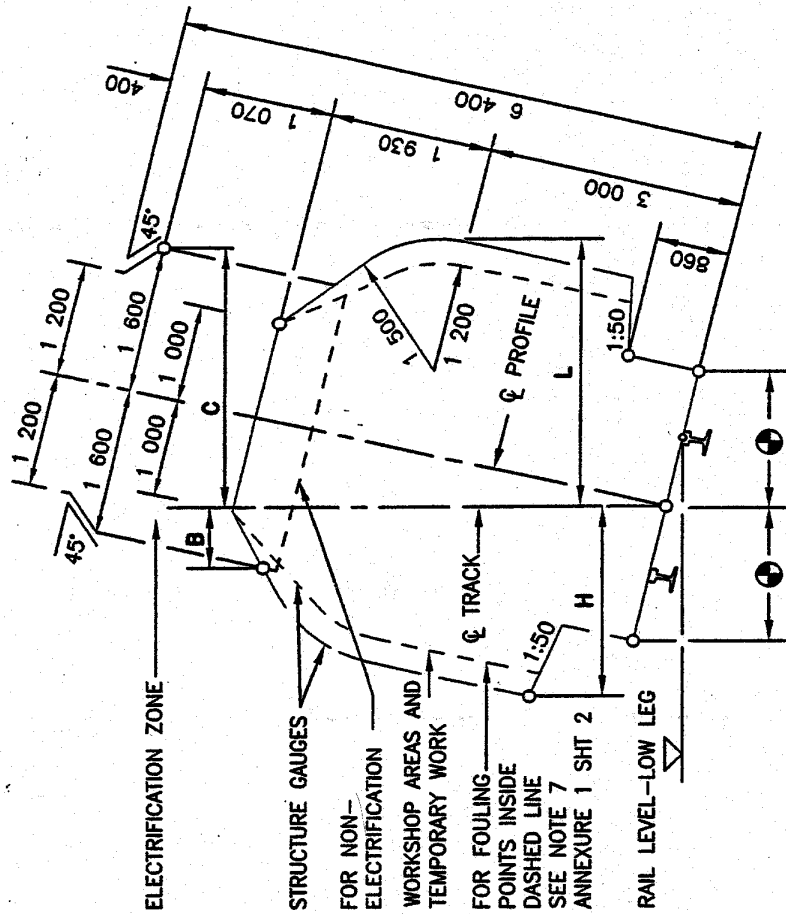 ELECTRIFICATION ZONE
STRUCTURE GAUGES
FOR NON-
ELECTRIFICATION
WORKSHOP AREAS AND
TEMPORARY WORK
FOR FOULING
POINTS INSIDE
DASHED LINE
SEE NOTE 7
ANNEXURE 1 SHT 2
RAIL LEVEL-LOW LEG
45°
1 200
1 200
1 600
1 600
1 000
1 000
45°
400
C
B
1 070
1 930
6 400
3 000
860
1 500
1 200
℄ PROFILE
L
℄ TRACK
H
1:50
1:50